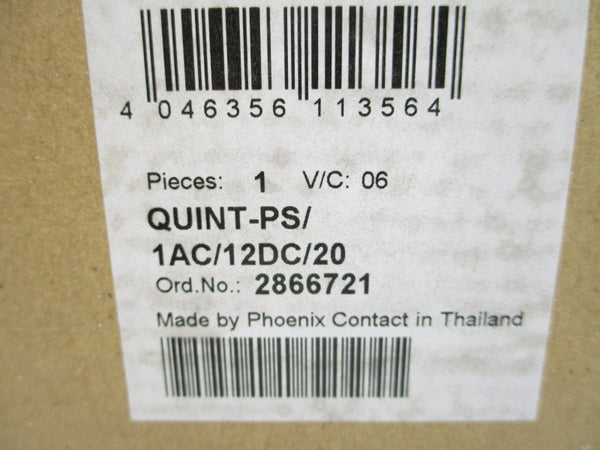 4 046356 113564
Pieces: 1 V/C: 06
QUINT-PS/
1AC/12DC/20
Ord.No.: 2866721
Made by Phoenix Contact in Thailand